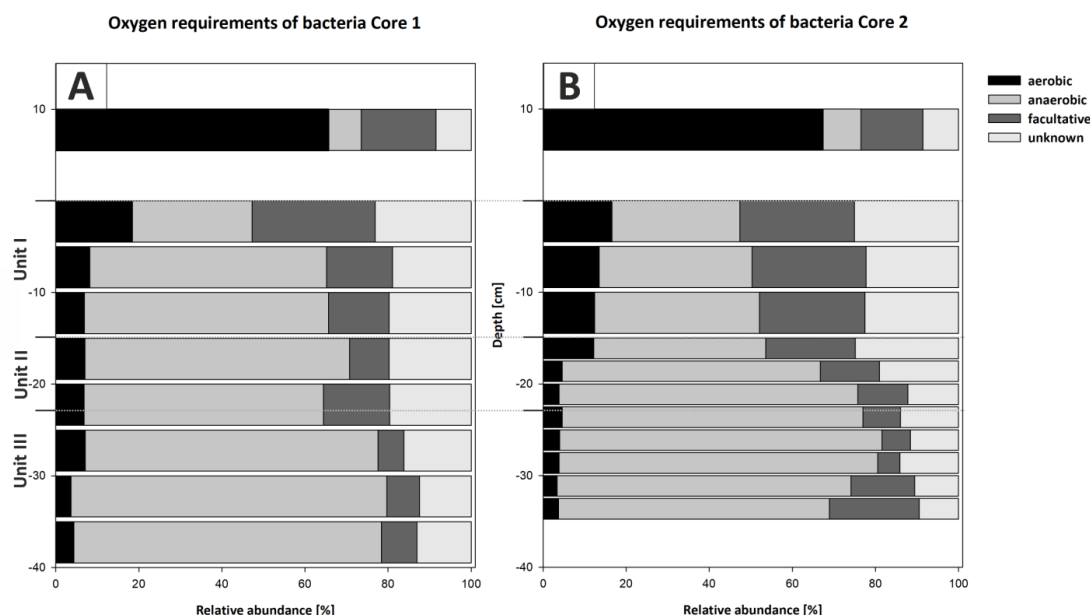 Oxygen requirements of bacteria Core 1
Oxygen requirements of bacteria Core 2
A
B
aerobic
anaerobic
facultative
unknown
10
-10
-20
-30
-40
Unit I
Unit II
Unit III
0
20
40
60
80
100
Relative abundance [%]
10
-10
-20
-30
-40
Depth [cm]
0
20
40
60
80
100
Relative abundance [%]